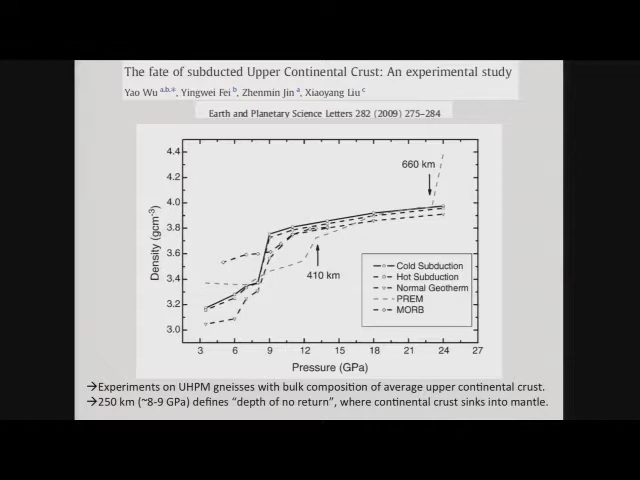 The fate of subducted Upper Continental Crust: An experimental study
Yao Wu a,b,*, Yingwei Fei b, Zhenmin Jin a, Xiaoyang Liu c
Earth and Planetary Science Letters 282 (2009) 275–284
4.4
4.2
4.0
3.8
3.6
3.4
3.2
3.0
Density (gcm-3)
660 km
410 km
Cold Subduction
Hot Subduction
Normal Geotherm
PREM
MORB
3 6 9 12 15 18 21 24 27
Pressure (GPa)
→Experiments on UHPM gneisses with bulk composition of average upper continental crust.
→250 km (~8-9 GPa) defines “depth of no return”, where continental crust sinks into mantle.